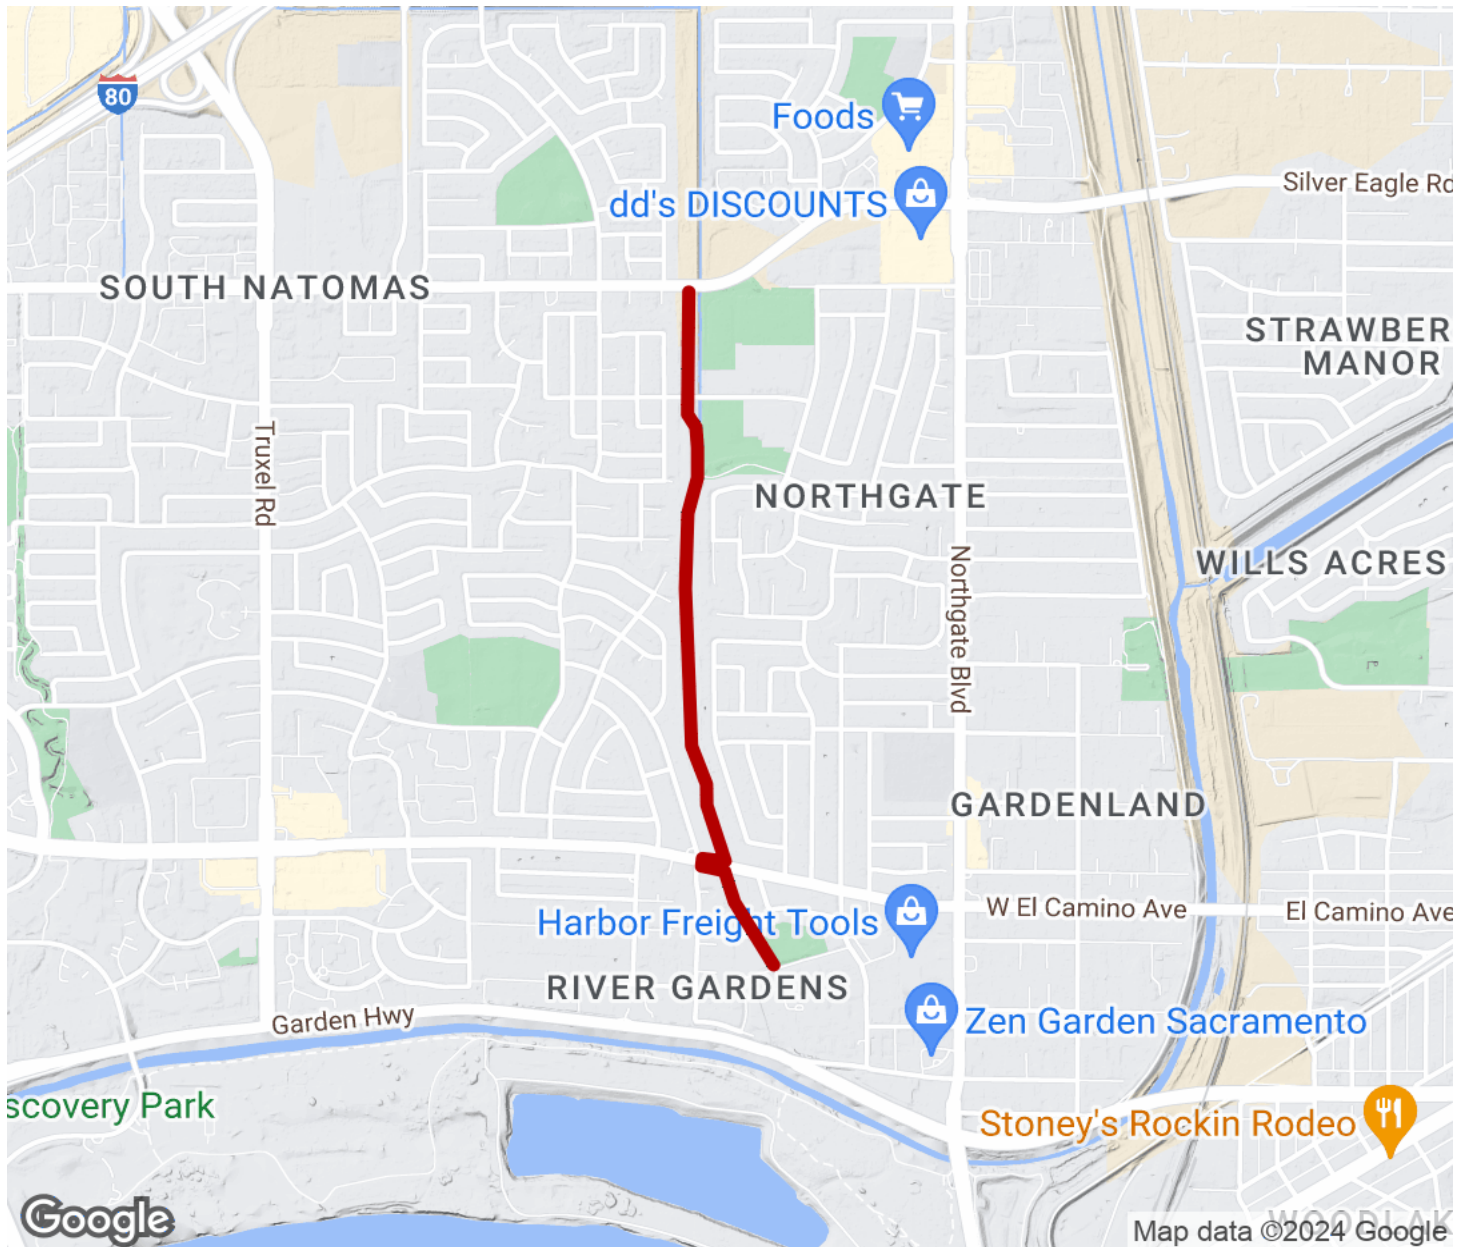 80
Foods
dd's DISCOUNTS
Silver Eagle Rd
SOUTH NATOMAS
STRAWBER
MANOR
Truxel Rd
NORTHGATE
Northgate Blvd
WILLS ACRES
GARDENLAND
W El Camino Ave
El Camino Ave
Harbor Freight Tools
RIVER GARDENS
Garden Hwy
Zen Garden Sacramento
scovery Park
Stoney's Rockin Rodeo
Google
WOODLAK
Map data ©2024 Google